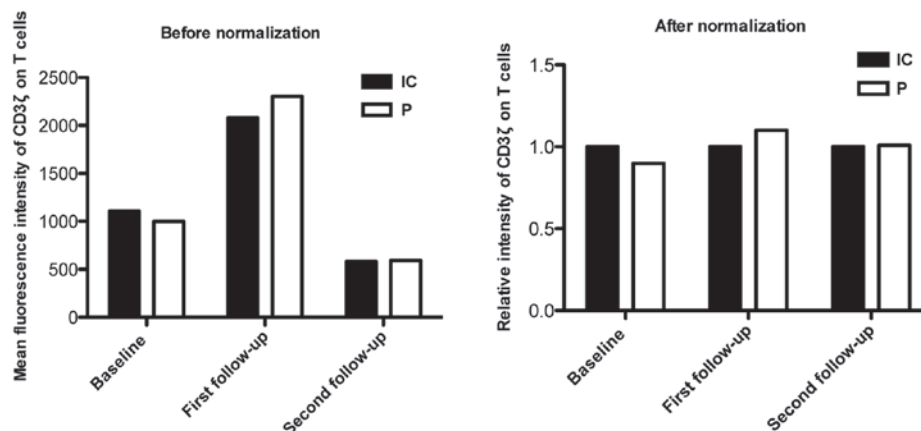 Before normalization
Mean fluorescence intensity of CD3ζ on T cells
2500
2000
1500
1000
500
0
IC
P
Baseline
First follow-up
Second follow-up
After normalization
Relative intensity of CD3ζ on T cells
1.5
1.0
0.5
0.0
IC
P
Baseline
First follow-up
Second follow-up